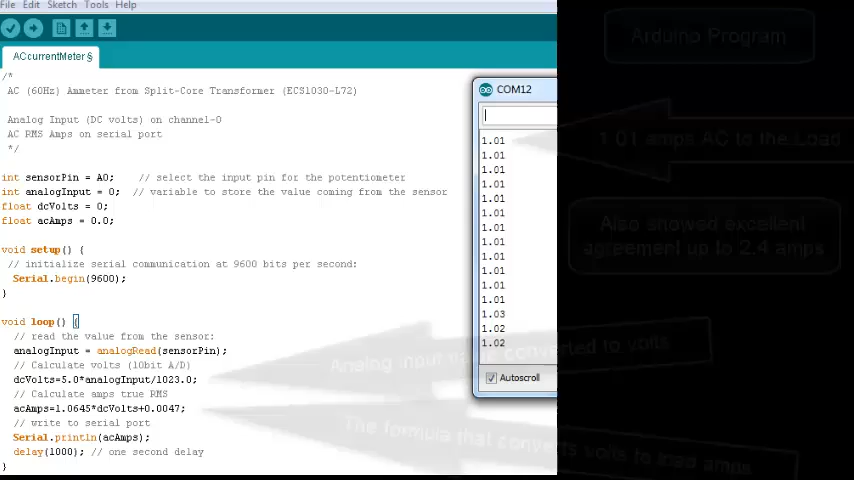 File Edit Sketch Tools Help
ACcurrentMeter §
/*
AC (60Hz) Ammeter from Split-Core Transformer (ECS1030-L72)
Analog Input (DC volts) on channel-0
AC RMS Amps on serial port
*/
int sensorPin = A0; // select the input pin for the potentiometer
int analogInput = 0; // variable to store the value coming from the sensor
float dcVolts = 0;
float acAmps = 0.0;
void setup() {
// initialize serial communication at 9600 bits per second:
Serial.begin(9600);
}
void loop() {
// read the value from the sensor:
analogInput = analogRead(sensorPin);
// Calculate volts (10bit A/D)
dcVolts=5.0*analogInput/1023.0;
// Calculate amps true RMS
acAmps=1.0645*dcVolts+0.0047;
// write to serial port
Serial.println(acAmps);
delay(1000); // one second delay
}
COM12
1.01
1.01
1.01
1.01
1.01
1.01
1.01
1.01
1.01
1.01
1.01
1.01
1.03
1.02
1.02
Autoscroll
Arduino Program
1.01 amps AC to the Load
Also showed excellent
agreement up to 2.4 amps
Analog input value converted to volts
The formula that converts volts to load amps